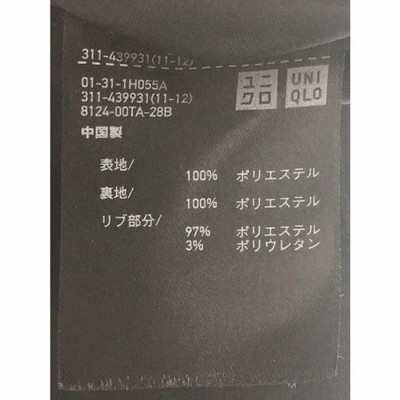 311-439931(11-12)
01-31-1H055A
311-439931(11-12)
8124-00TA-28B
中国製
ユニ
クロ
UNI
QLO
表地/
100% ポリエステル
裏地/
100% ポリエステル
リブ部分/
97% ポリエステル
3% ポリウレタン